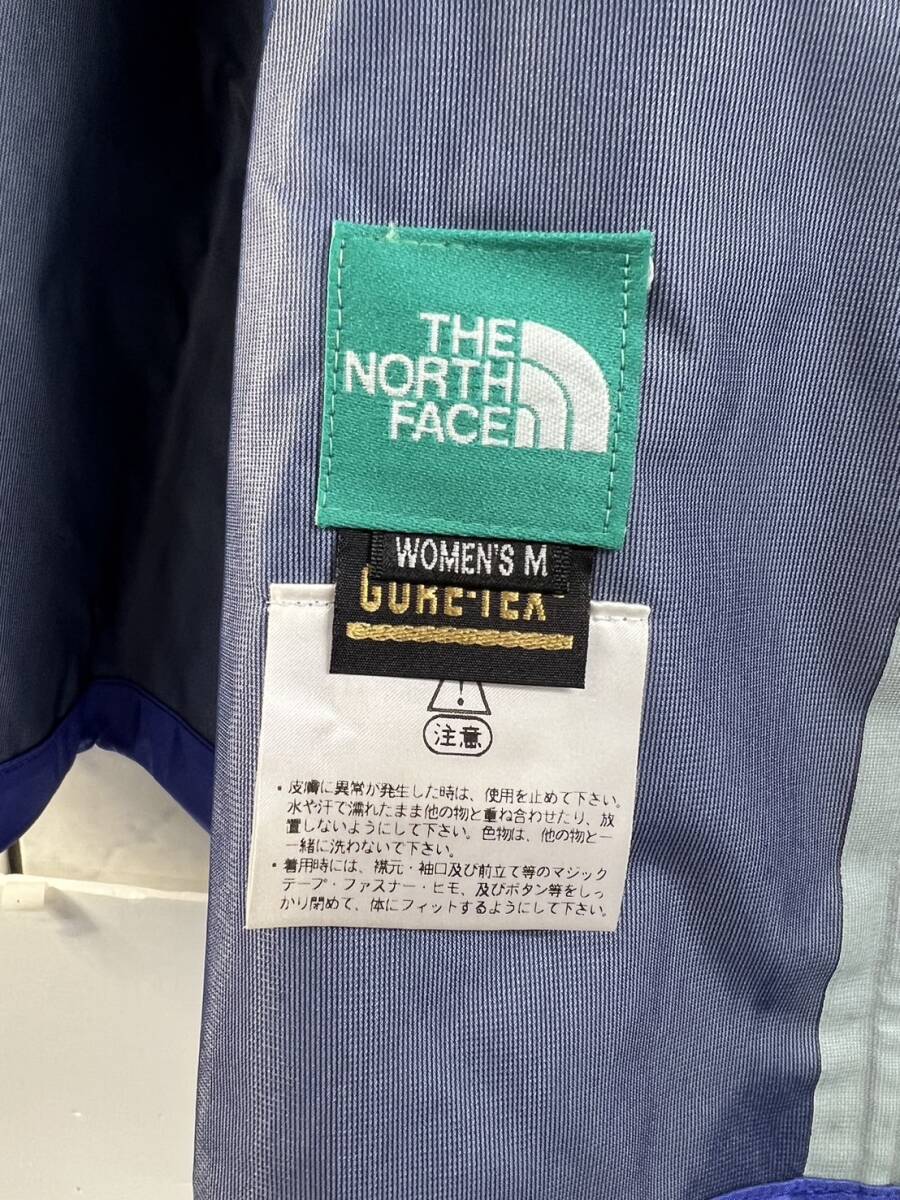 THE
NORTH
FACE
WOMEN'S M
GORE-TEX
注意
・皮膚に異常が発生した時は、使用を止めて下さい。
水や汗で濡れたまま他の物と重ね合わせたり、放
置しないようにして下さい。色物は、他の物と一
一緒に洗わないで下さい。
・着用時には、襟元・袖口及び前立て等のマジック
テープ・ファスナー・ヒモ、及びボタン等をしっ
かり閉めて、体にフィットするようにして下さい。